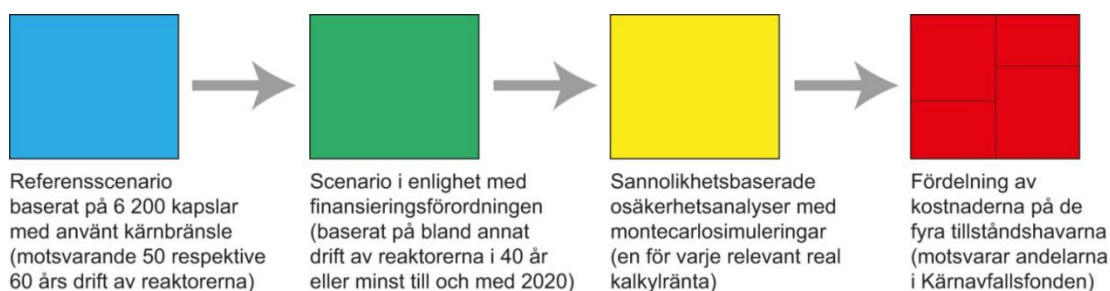 Referensscenario
baserat på 6 200 kapslar
med använt kärnbränsle
(motsvarande 50 respektive
60 års drift av reaktorerna)
Scenario i enlighet med
finansieringsförordningen
(baserat på bland annat
drift av reaktorerna i 40 år
eller minst till och med 2020)
Sannolikhetsbaserade
osäkerhetsanalyser med
montecarlosimuleringar
(en för varje relevant real
kalkylränta)
Fördelning av
kostnaderna på de
fyra tillståndshavarna
(motsvarar andelarna
i Kärnavfallsfonden)